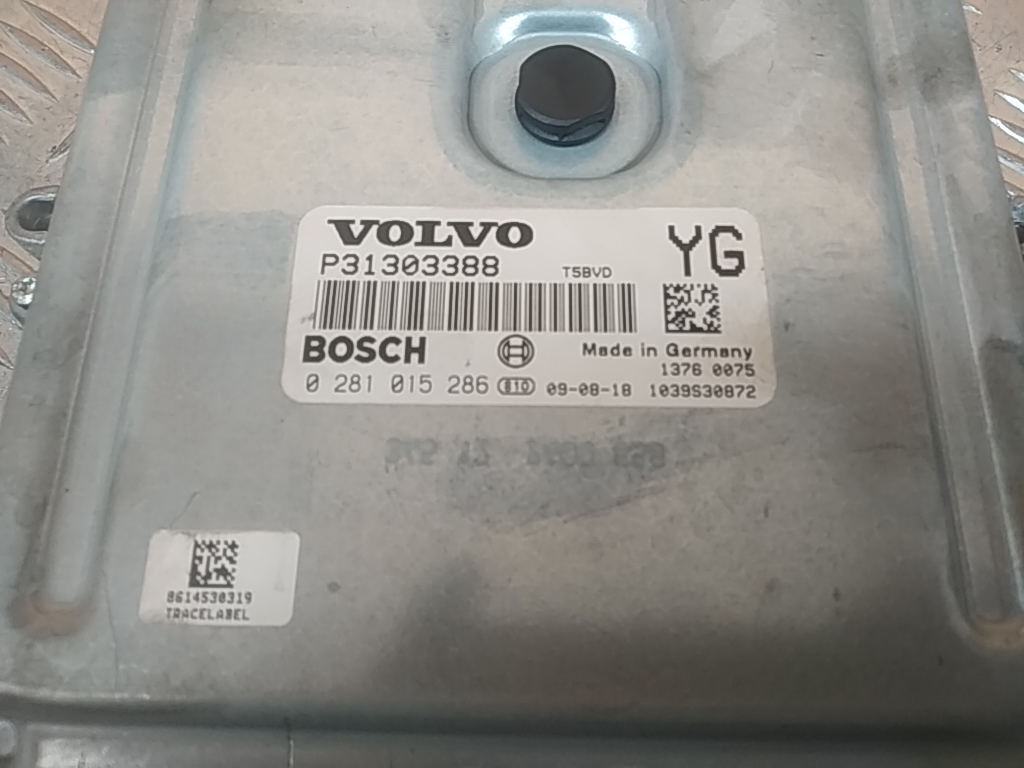 VOLVO
YG
P31303388 T5BVD
BOSCH Made in Germany
1376 0075
0 281 015 286 09-08-18 1039S30872
8614530319
TRACELABEL